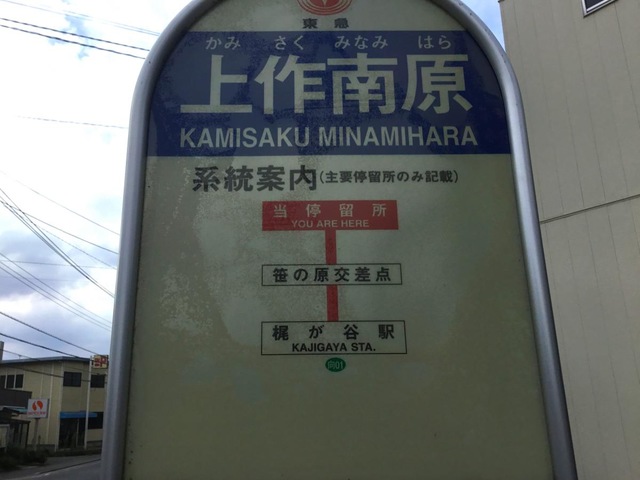 東急
かみ さく みなみ はら
上作南原
KAMISAKU MINAMIHARA
系統案内(主要停留所のみ記載)
当停留所
YOU ARE HERE
笹の原交差点
梶が谷駅
KAJIGAYA STA.